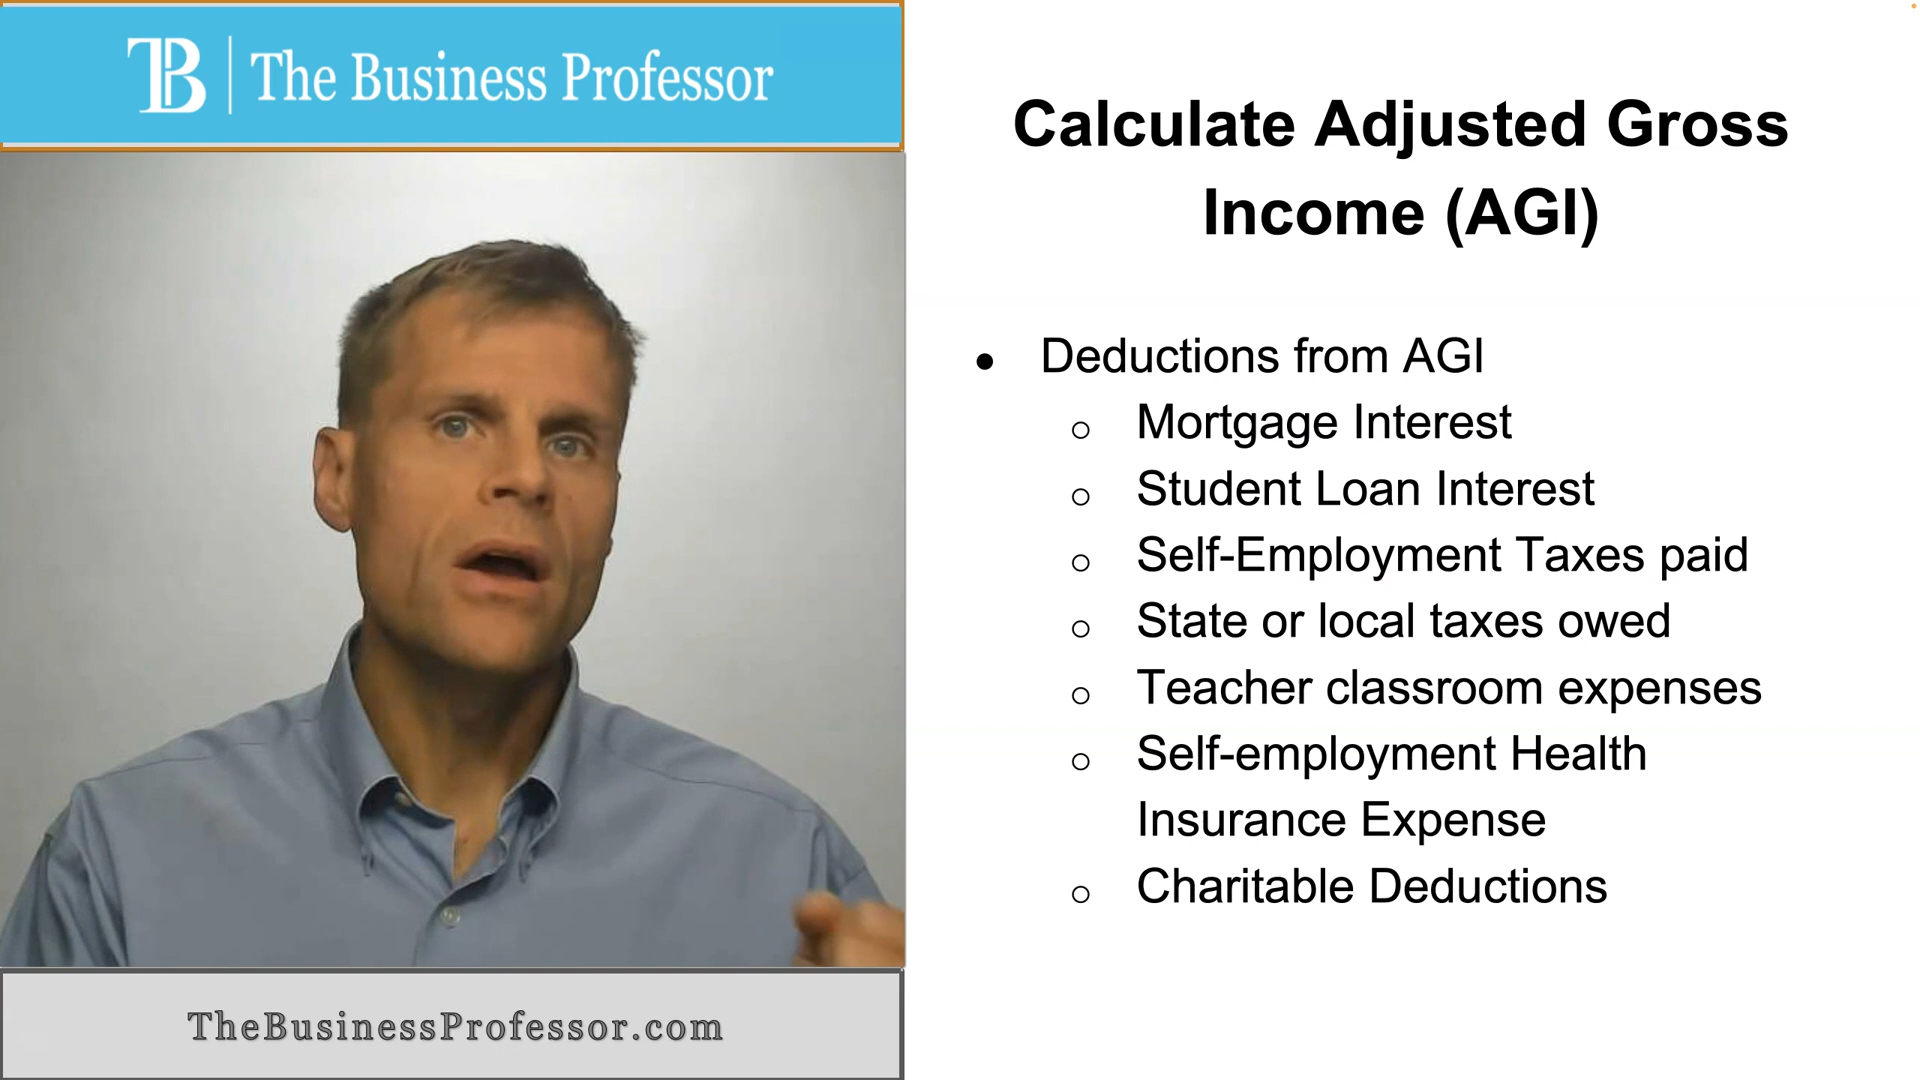 TB The Business Professor
Calculate Adjusted Gross
Income (AGI)
● Deductions from AGI
○ Mortgage Interest
○ Student Loan Interest
○ Self-Employment Taxes paid
○ State or local taxes owed
○ Teacher classroom expenses
○ Self-employment Health
Insurance Expense
○ Charitable Deductions
TheBusinessProfessor.com